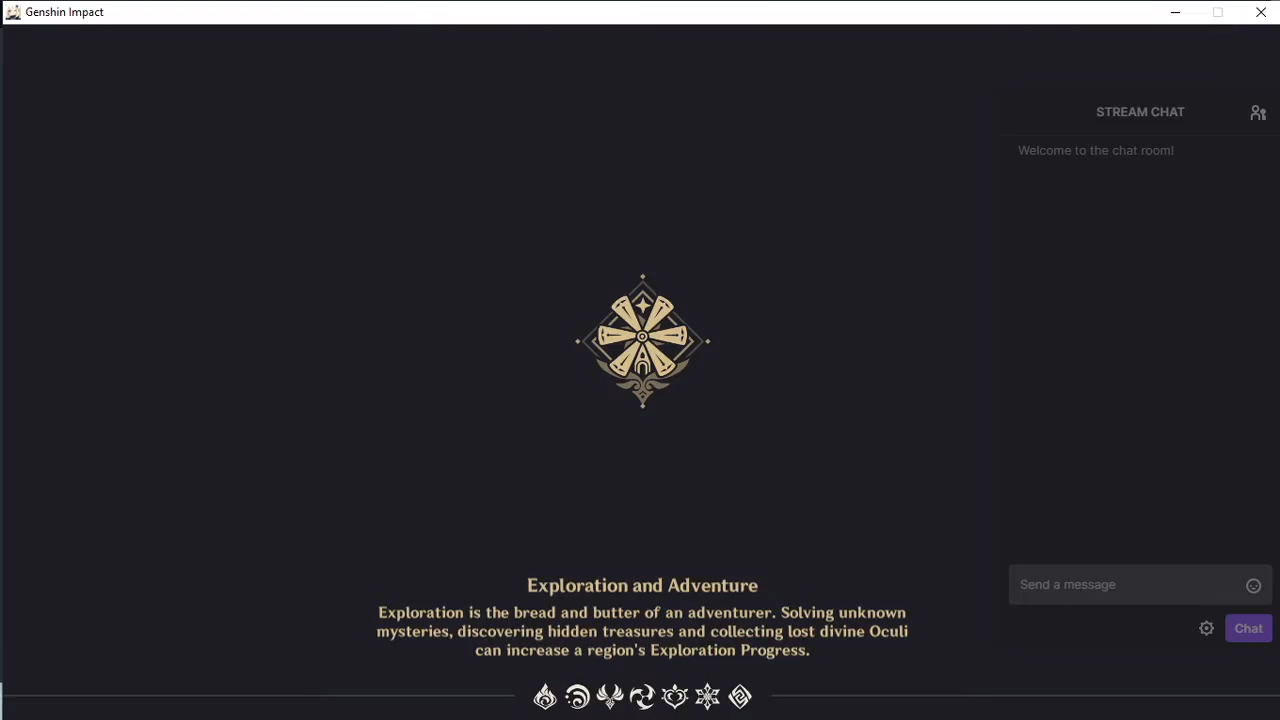 Genshin Impact
STREAM CHAT
Welcome to the chat room!
Send a message
Chat
Exploration and Adventure
Exploration is the bread and butter of an adventurer. Solving unknown
mysteries, discovering hidden treasures and collecting lost divine Oculi
can increase a region's Exploration Progress.